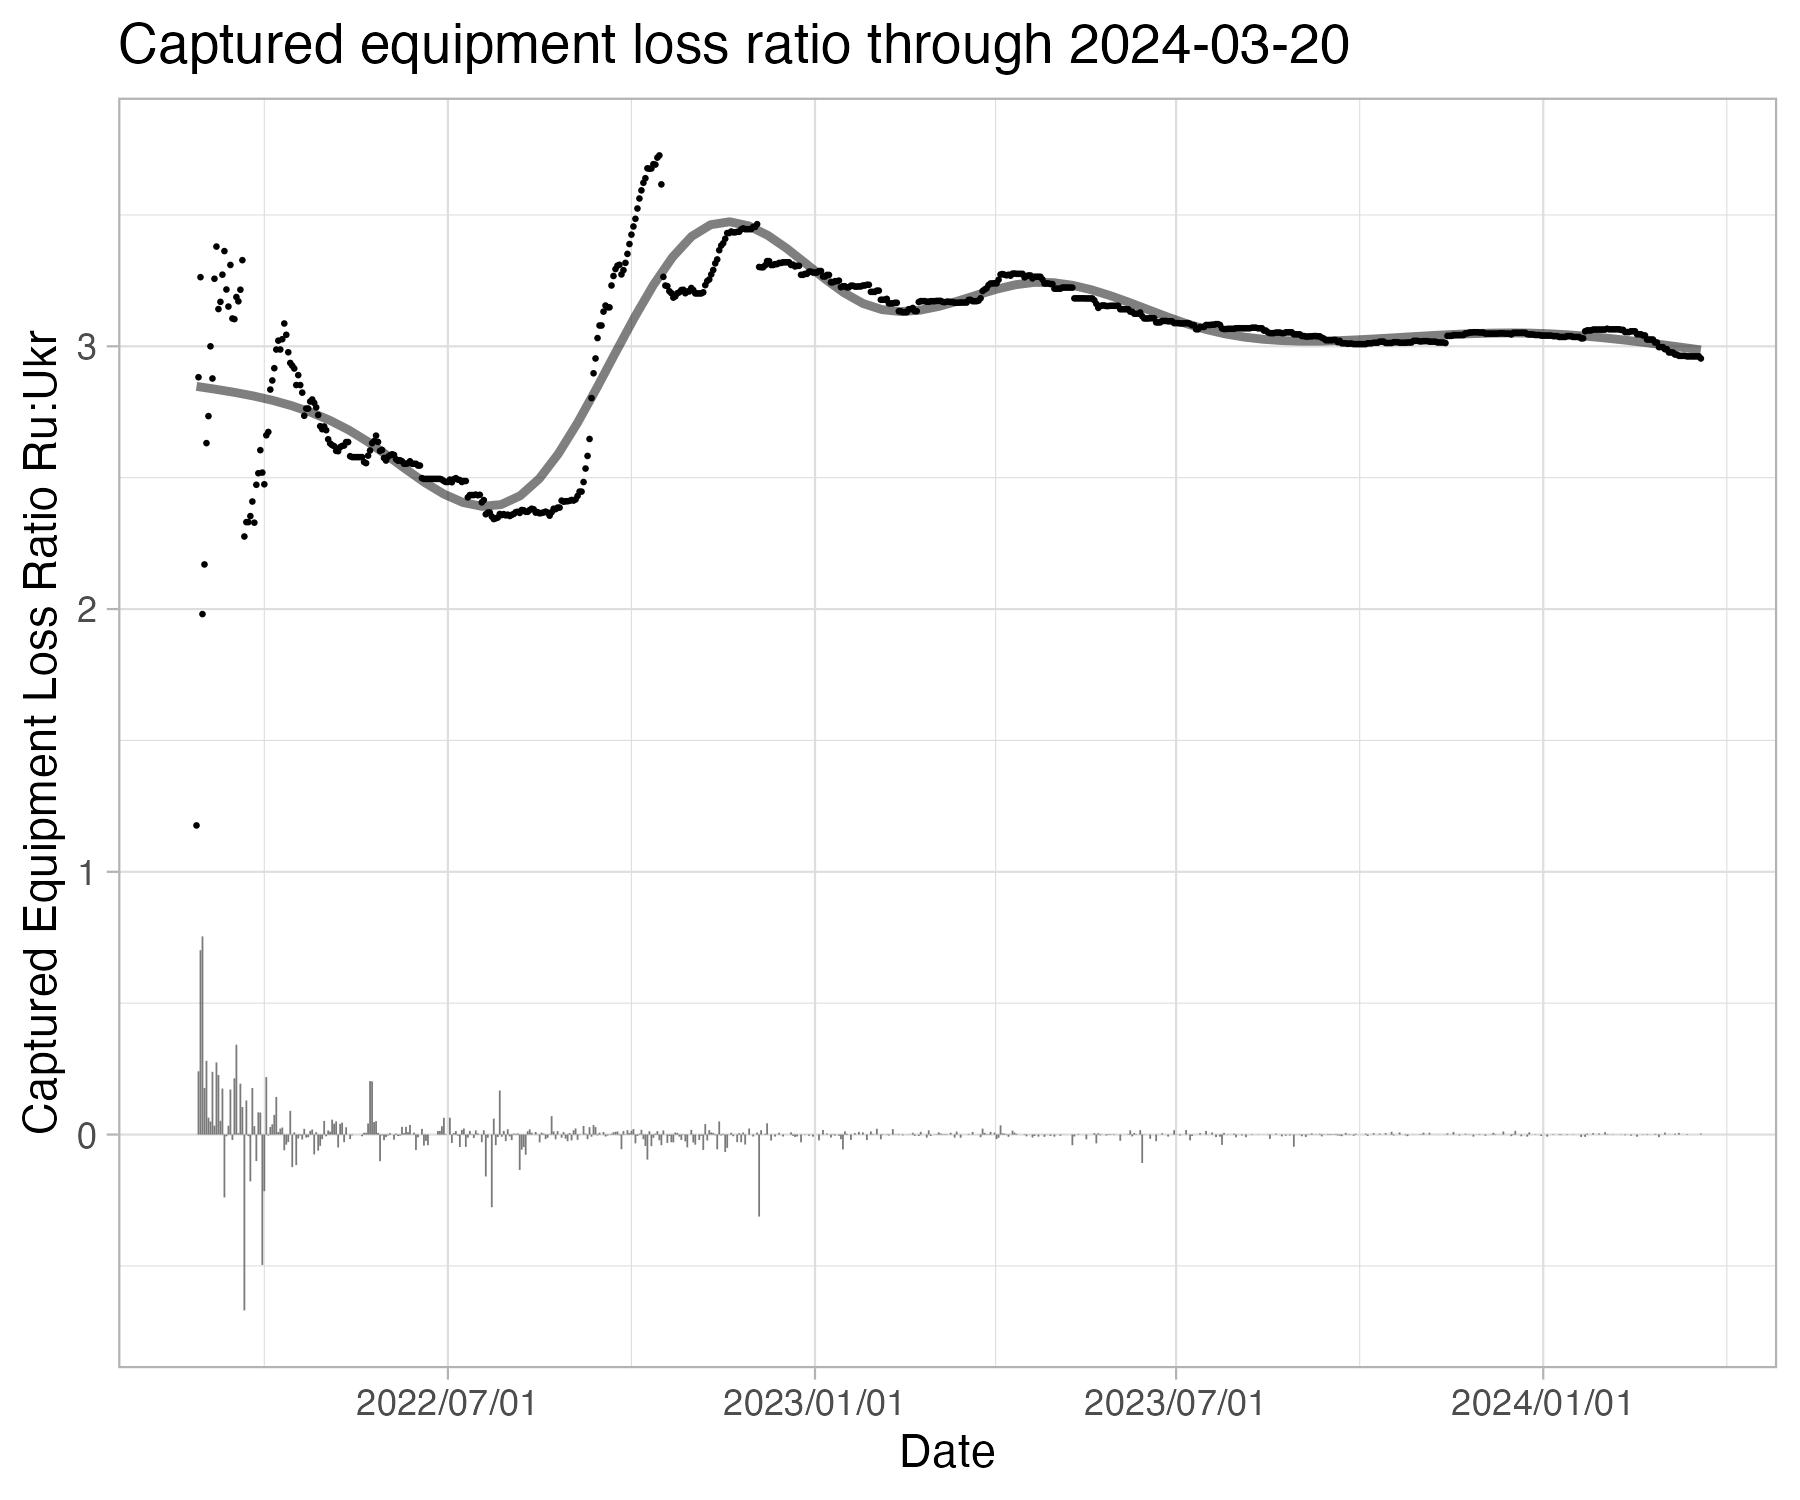 Captured equipment loss ratio through 2024-03-20
Captured Equipment Loss Ratio Ru:Ukr
3
2
1
0
2022/07/01
2023/01/01
2023/07/01
2024/01/01
Date